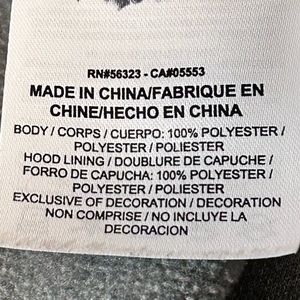 RN#56323 - CA#05553
MADE IN CHINA/FABRIQUE EN
CHINE/HECHO EN CHINA
BODY / CORPS / CUERPO: 100% POLYESTER /
POLYESTER / POLIESTER
HOOD LINING / DOUBLURE DE CAPUCHE /
FORRO DE CAPUCHA: 100% POLYESTER /
POLYESTER / POLIESTER
EXCLUSIVE OF DECORATION / DECORATION
NON COMPRISE / NO INCLUYE LA
DECORACION